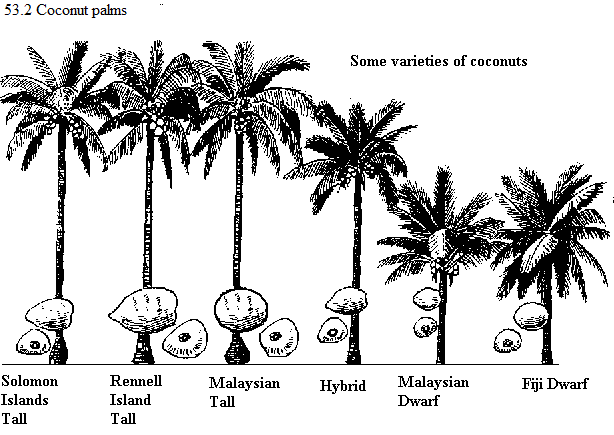 53.2 Coconut palms
Some varieties of coconuts
Solomon
Islands
Tall
Rennell
Island
Tall
Malaysian
Tall
Hybrid
Malaysian
Dwarf
Fiji Dwarf